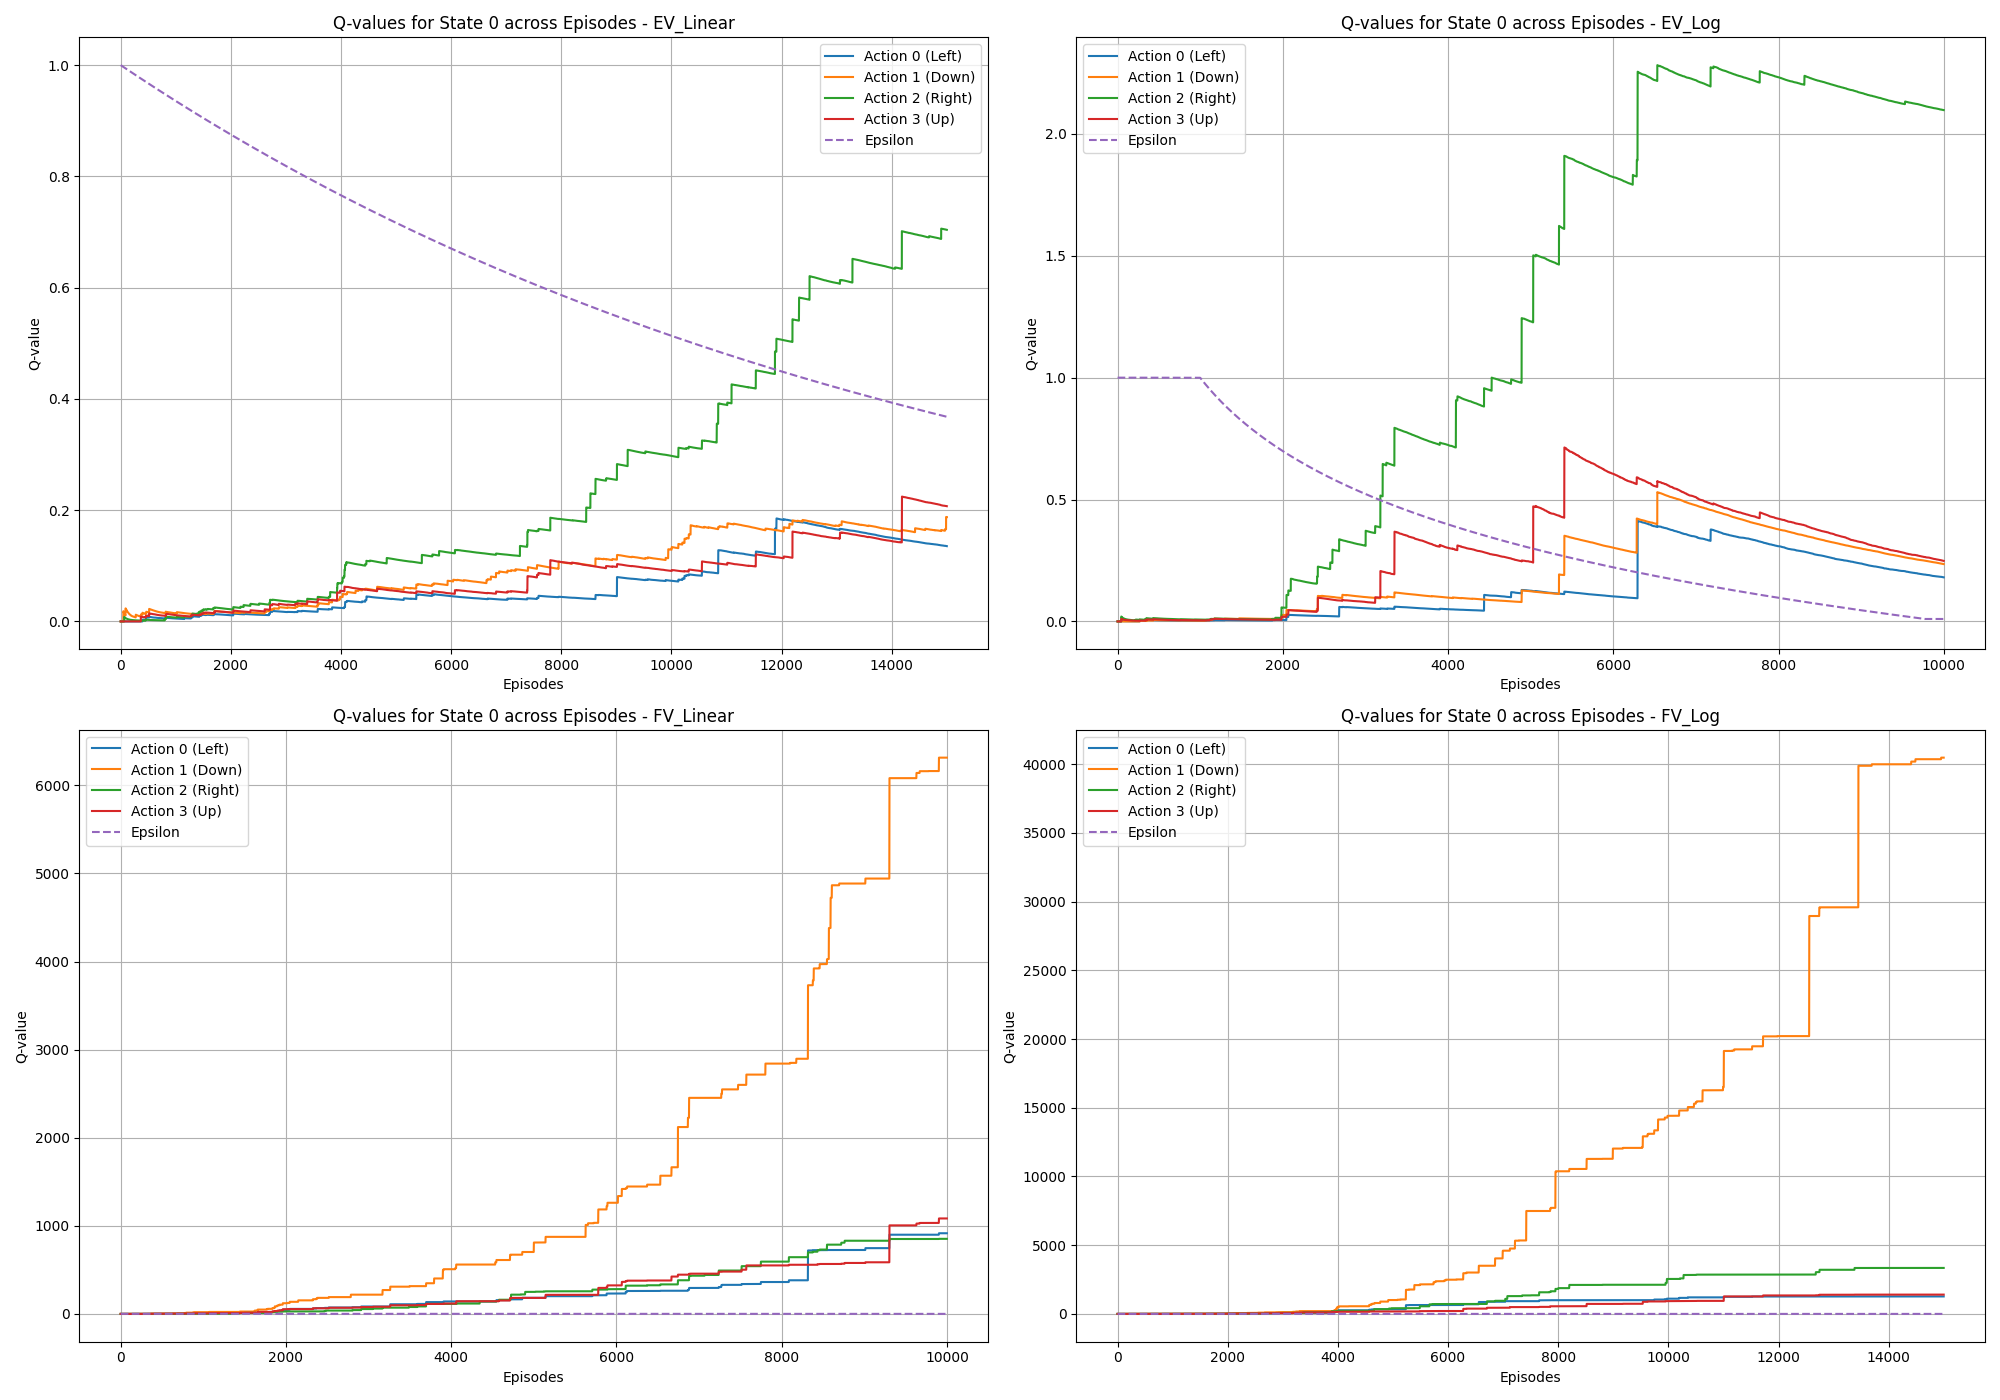 Q-values for State 0 across Episodes - EV_Linear
Q-value
1.0
0.8
0.6
0.4
0.2
0.0
Action 0 (Left)
Action 1 (Down)
Action 2 (Right)
Action 3 (Up)
Epsilon
0 2000 4000 6000 8000 10000 12000 14000
Episodes
Q-values for State 0 across Episodes - EV_Log
Q-value
2.0
1.5
1.0
0.5
0.0
Action 0 (Left)
Action 1 (Down)
Action 2 (Right)
Action 3 (Up)
Epsilon
0 2000 4000 6000 8000 10000
Episodes
Q-values for State 0 across Episodes - FV_Linear
Q-value
6000
5000
4000
3000
2000
1000
0
Action 0 (Left)
Action 1 (Down)
Action 2 (Right)
Action 3 (Up)
Epsilon
0 2000 4000 6000 8000 10000
Episodes
Q-values for State 0 across Episodes - FV_Log
Q-value
40000
35000
30000
25000
20000
15000
10000
5000
0
Action 0 (Left)
Action 1 (Down)
Action 2 (Right)
Action 3 (Up)
Epsilon
0 2000 4000 6000 8000 10000 12000 14000
Episodes